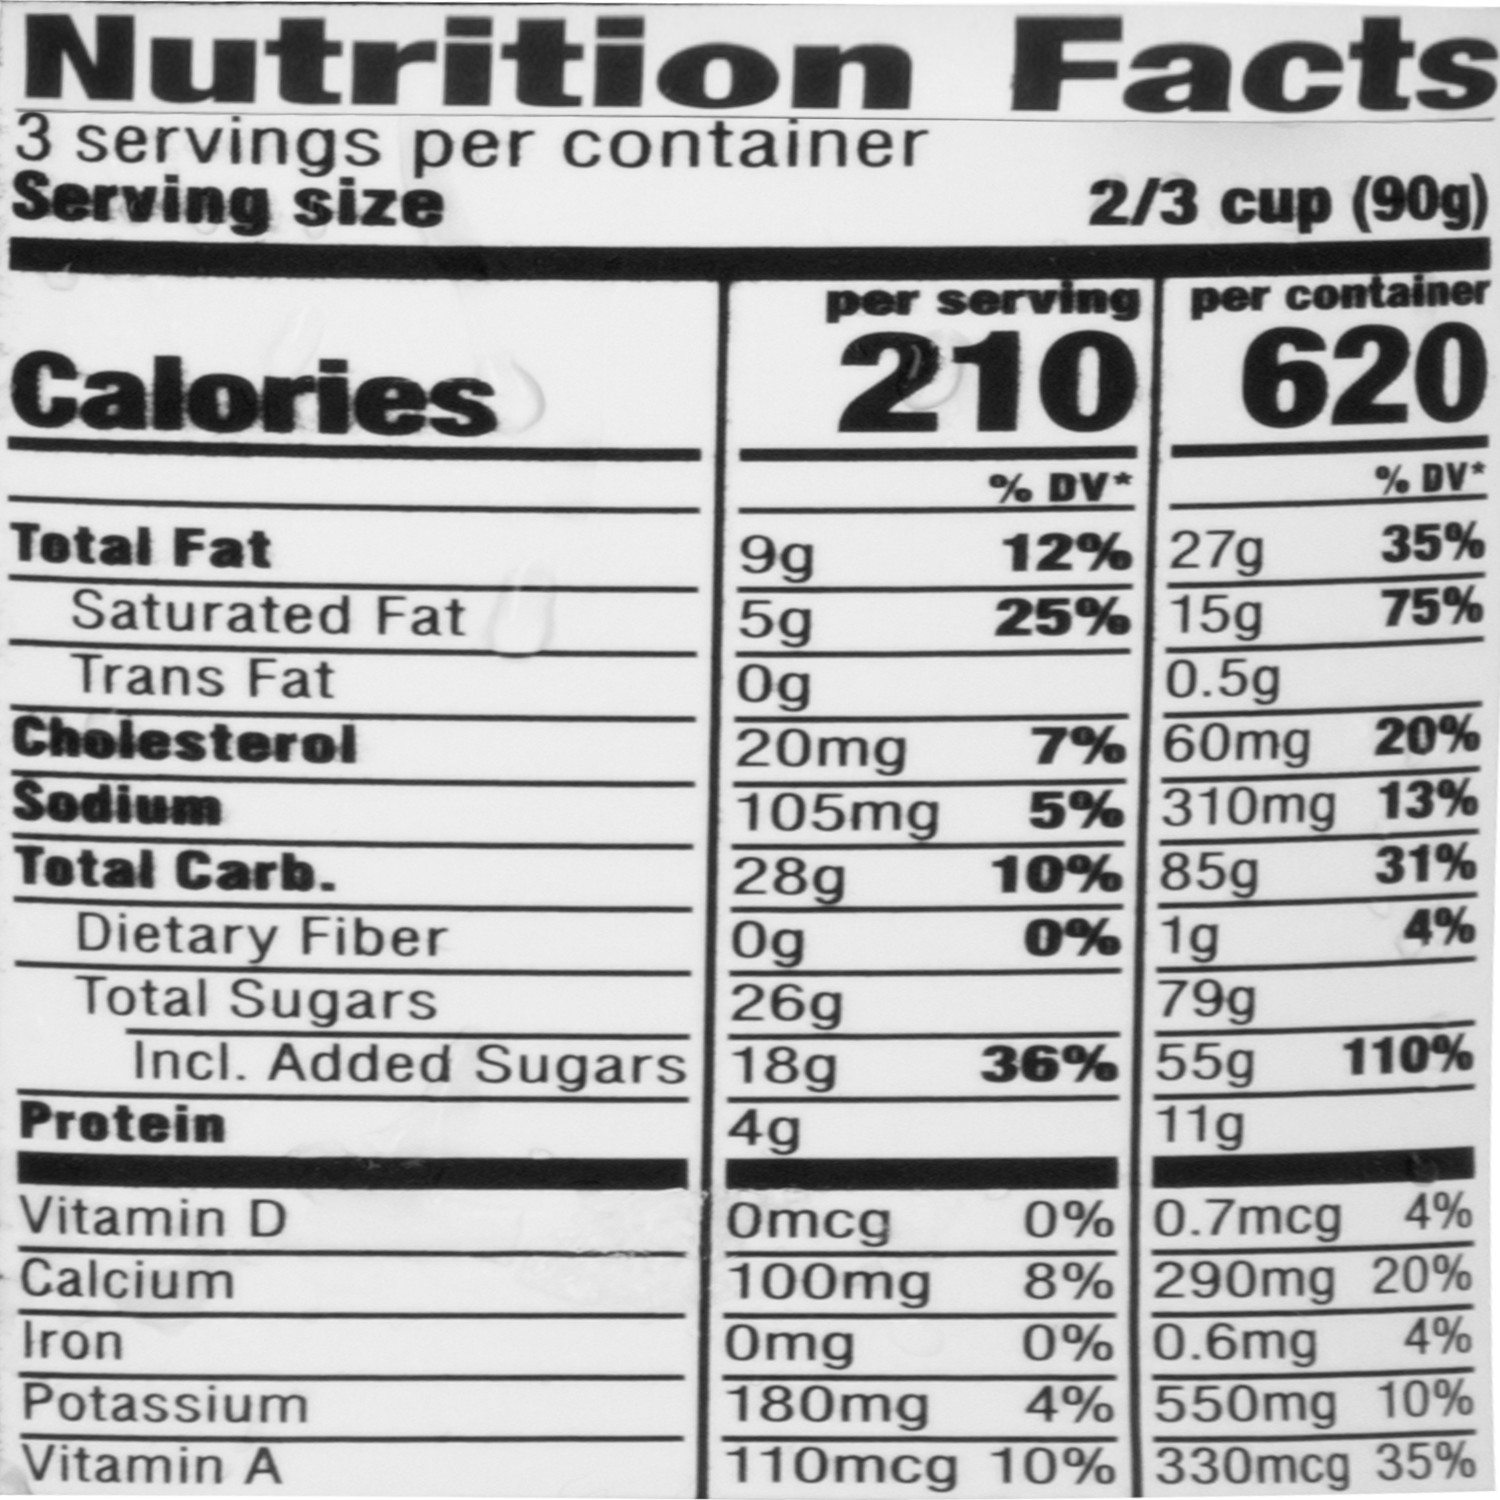 Nutrition Facts
3 servings per container
Serving size 2/3 cup (90g)
per serving per container
Calories 210 620
% DV* % DV*
Total Fat 9g 12% 27g 35%
Saturated Fat 5g 25% 15g 75%
Trans Fat 0g 0.5g
Cholesterol 20mg 7% 60mg 20%
Sodium 105mg 5% 310mg 13%
Total Carb. 28g 10% 85g 31%
Dietary Fiber 0g 0% 1g 4%
Total Sugars 26g 79g
Incl. Added Sugars 18g 36% 55g 110%
Protein 4g 11g
Vitamin D 0mcg 0% 0.7mcg 4%
Calcium 100mg 8% 290mg 20%
Iron 0mg 0% 0.6mg 4%
Potassium 180mg 4% 550mg 10%
Vitamin A 110mcg 10% 330mcg 35%